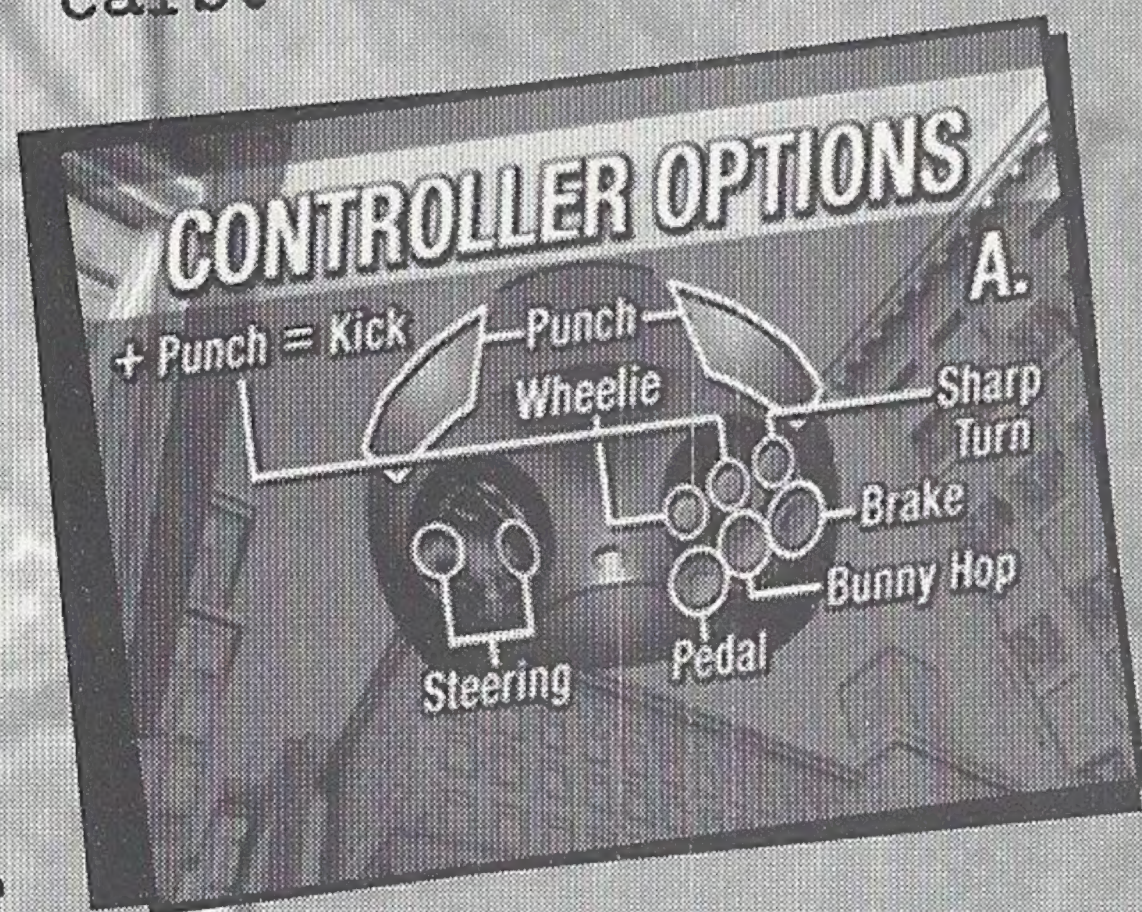 CONTROLLER OPTIONS
A.
+ Punch = Kick
Punch
Wheelie
Sharp
Turn
Brake
Bunny Hop
Pedal
Steering